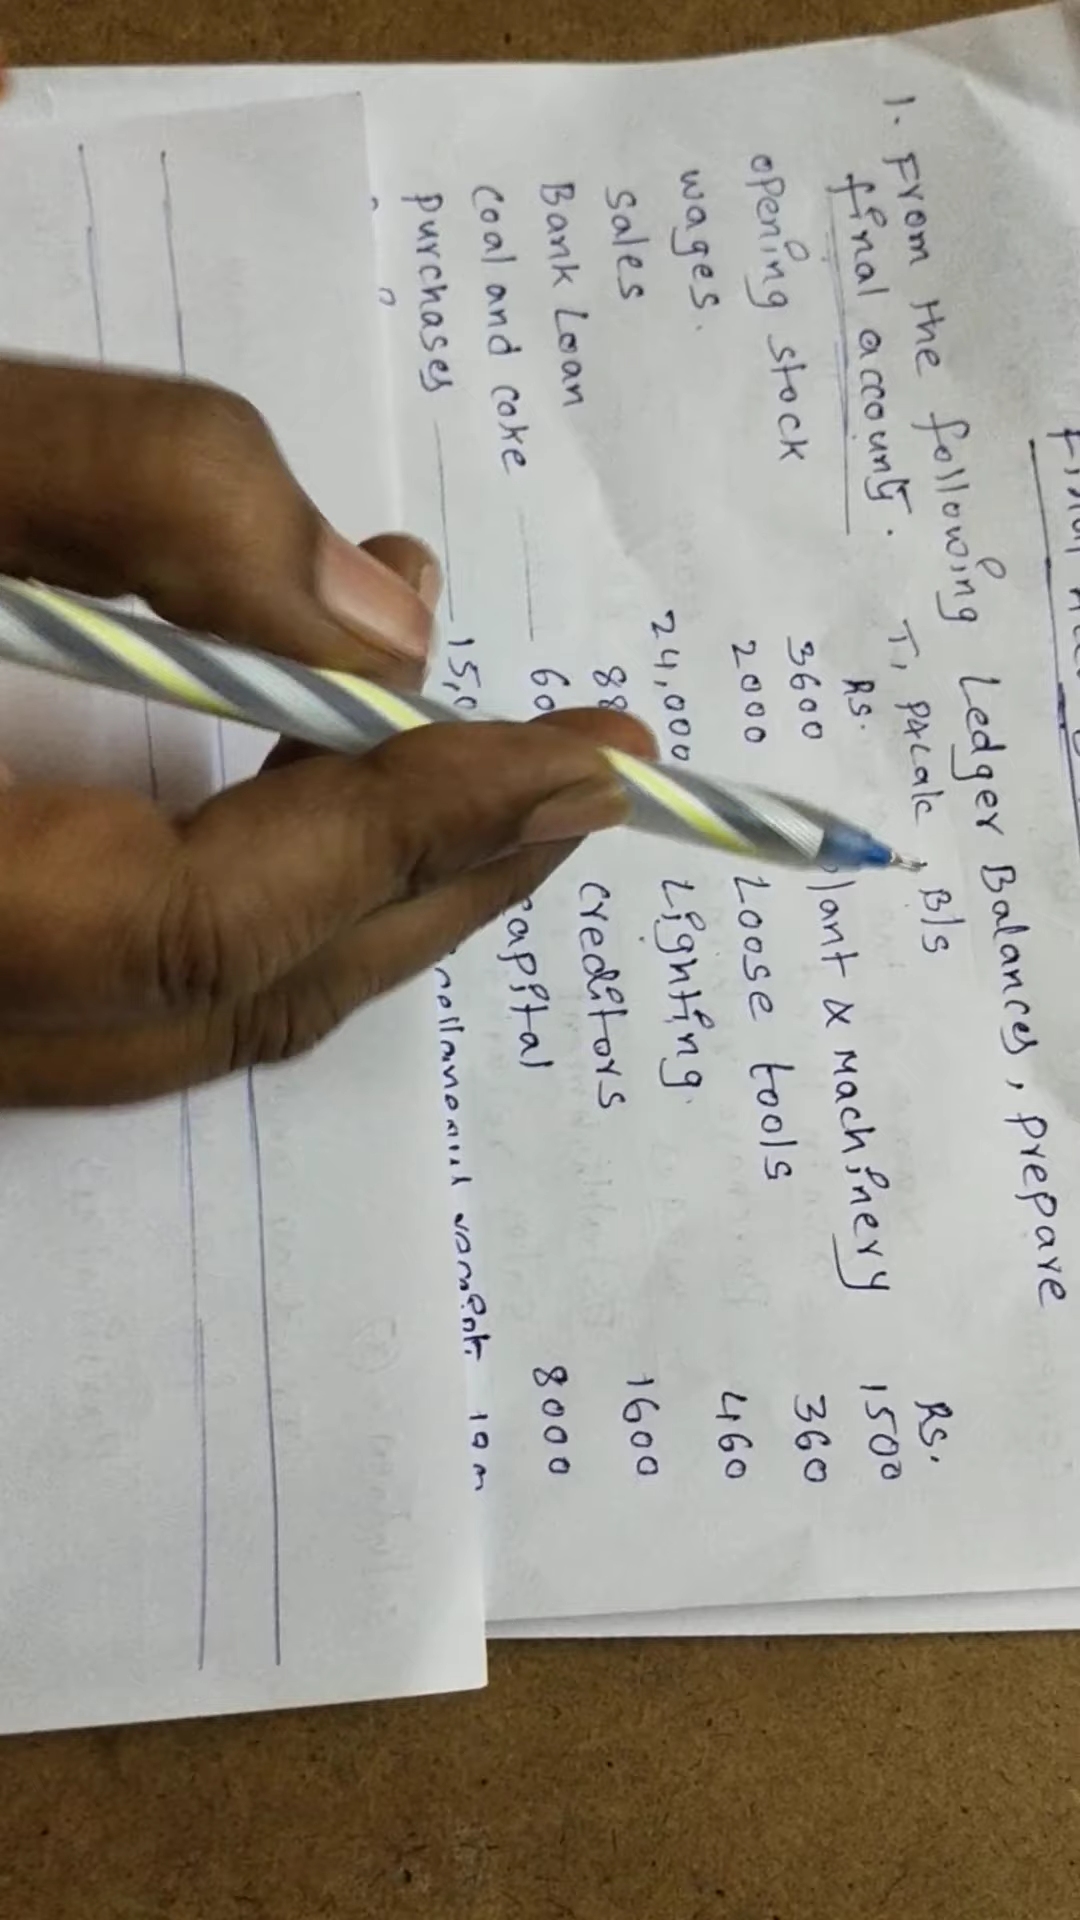 1. From the following Ledger Balances, prepare
final accounts. T, P&L a/c, B/s
Rs. Rs.
opening stock 3600 Plant & Machinery 1500
wages. 2000 Loose tools 360
sales 24,000 Lighting. 460
Bank Loan creditors 1600
coal and coke capital 8000
purchases